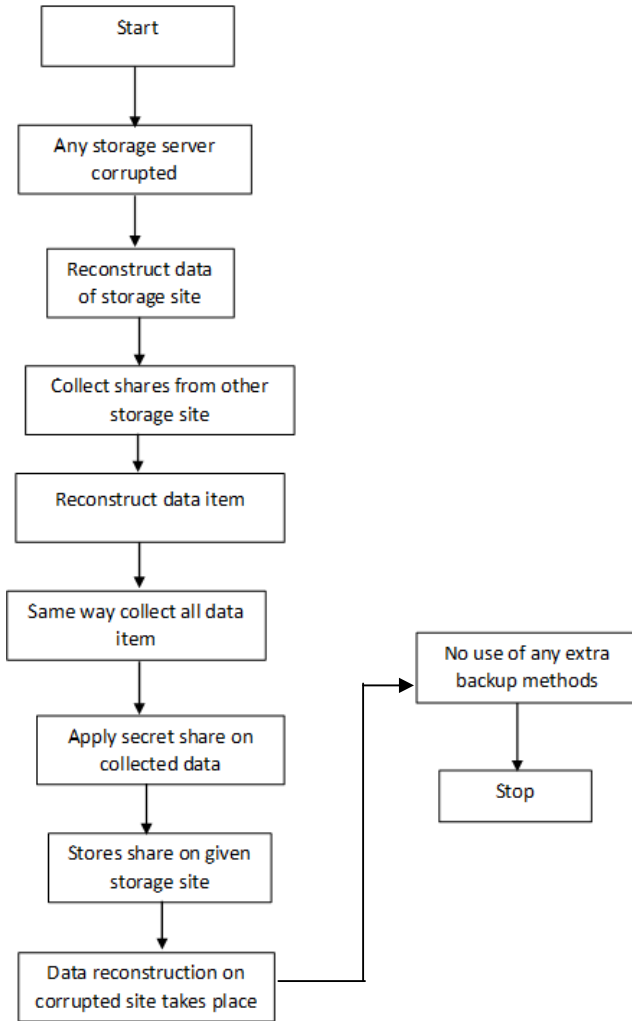 Start
Any storage server
corrupted
Reconstruct data
of storage site
Collect shares from other
storage site
Reconstruct data item
Same way collect all data
item
Apply secret share on
collected data
Stores share on given
storage site
Data reconstruction on
corrupted site takes place
No use of any extra
backup methods
Stop